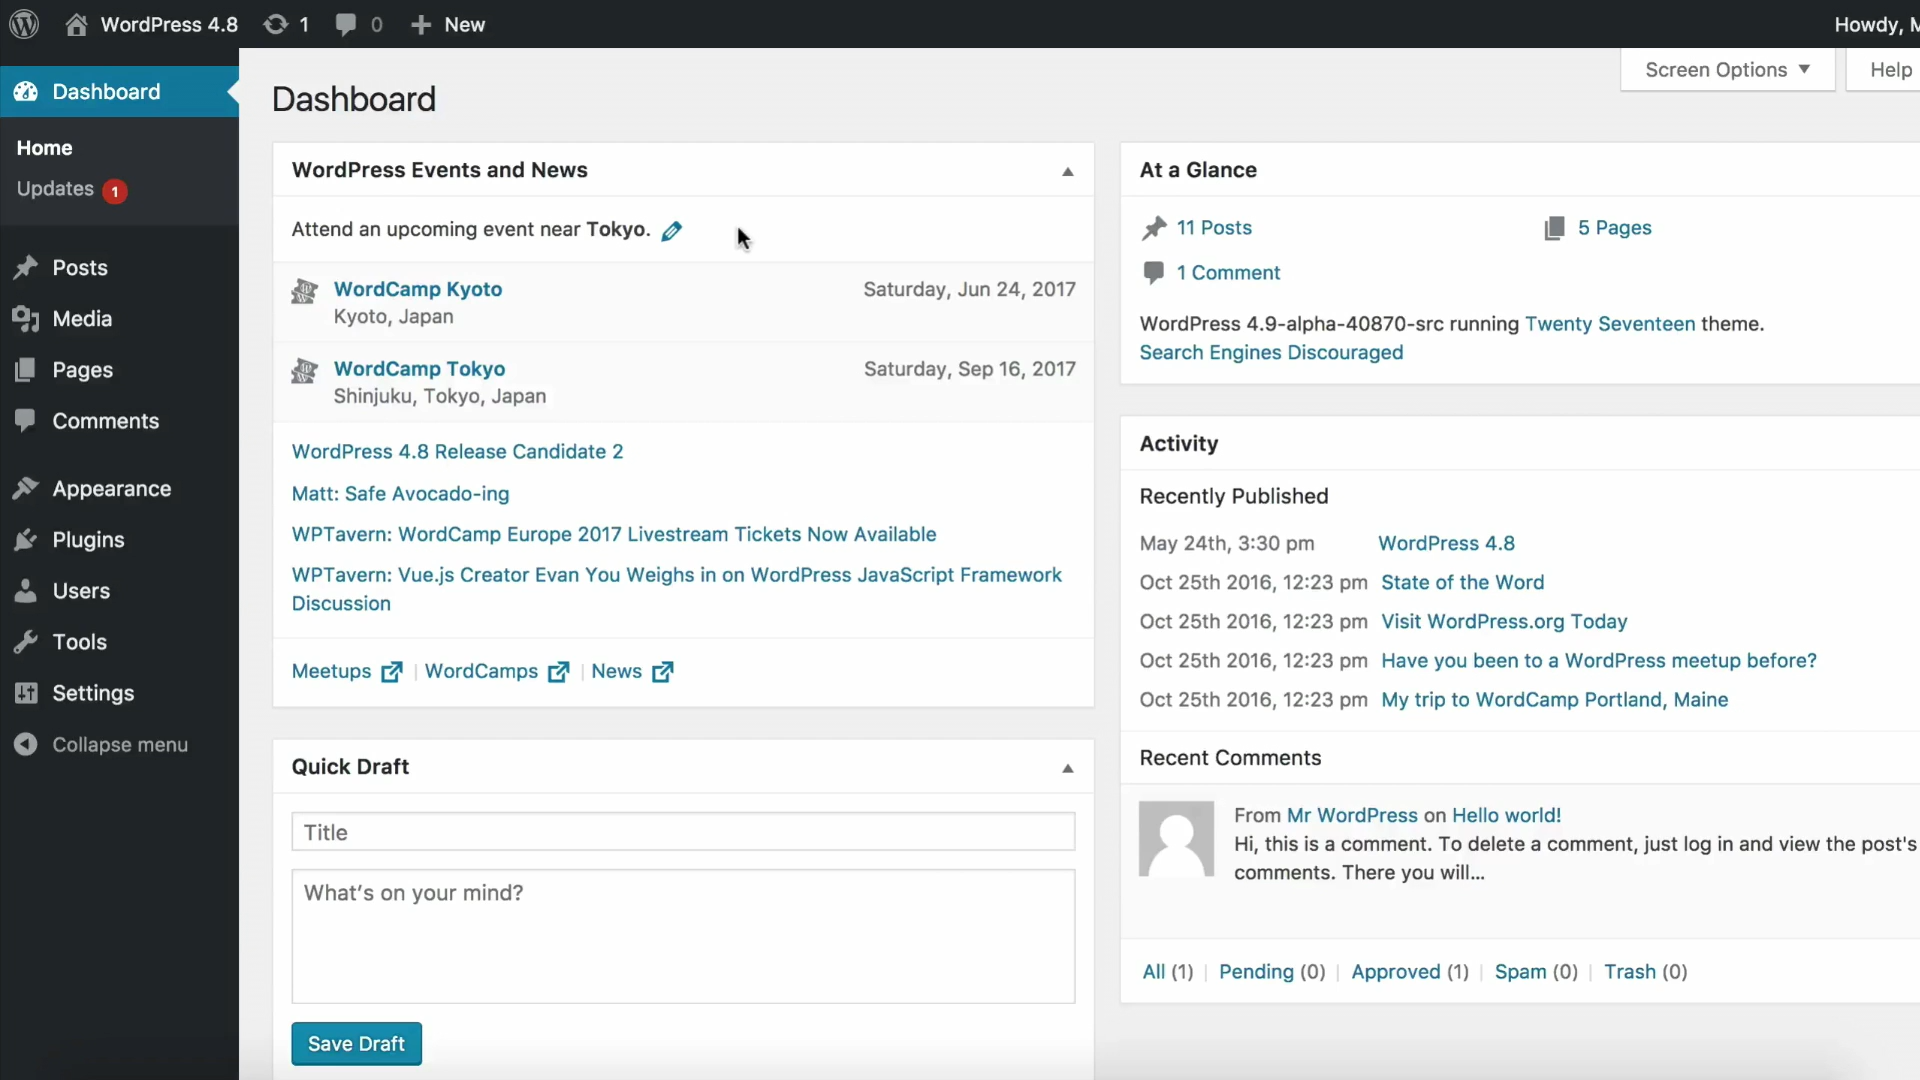 WordPress 4.8 1 0 New
Howdy, M
Dashboard
Home
Updates 1
Posts
Media
Pages
Comments
Appearance
Plugins
Users
Tools
Settings
Collapse menu
Screen Options ▼
Help
Dashboard
WordPress Events and News
Attend an upcoming event near Tokyo.
WordCamp Kyoto Saturday, Jun 24, 2017
Kyoto, Japan
WordCamp Tokyo Saturday, Sep 16, 2017
Shinjuku, Tokyo, Japan
WordPress 4.8 Release Candidate 2
Matt: Safe Avocado-ing
WPTavern: WordCamp Europe 2017 Livestream Tickets Now Available
WPTavern: Vue.js Creator Evan You Weighs in on WordPress JavaScript Framework
Discussion
Meetups | WordCamps | News
Quick Draft
Title
What's on your mind?
Save Draft
At a Glance
11 Posts 5 Pages
1 Comment
WordPress 4.9-alpha-40870-src running Twenty Seventeen theme.
Search Engines Discouraged
Activity
Recently Published
May 24th, 3:30 pm WordPress 4.8
Oct 25th 2016, 12:23 pm State of the Word
Oct 25th 2016, 12:23 pm Visit WordPress.org Today
Oct 25th 2016, 12:23 pm Have you been to a WordPress meetup before?
Oct 25th 2016, 12:23 pm My trip to WordCamp Portland, Maine
Recent Comments
From Mr WordPress on Hello world!
Hi, this is a comment. To delete a comment, just log in and view the post's
comments. There you will...
All (1) | Pending (0) | Approved (1) | Spam (0) | Trash (0)